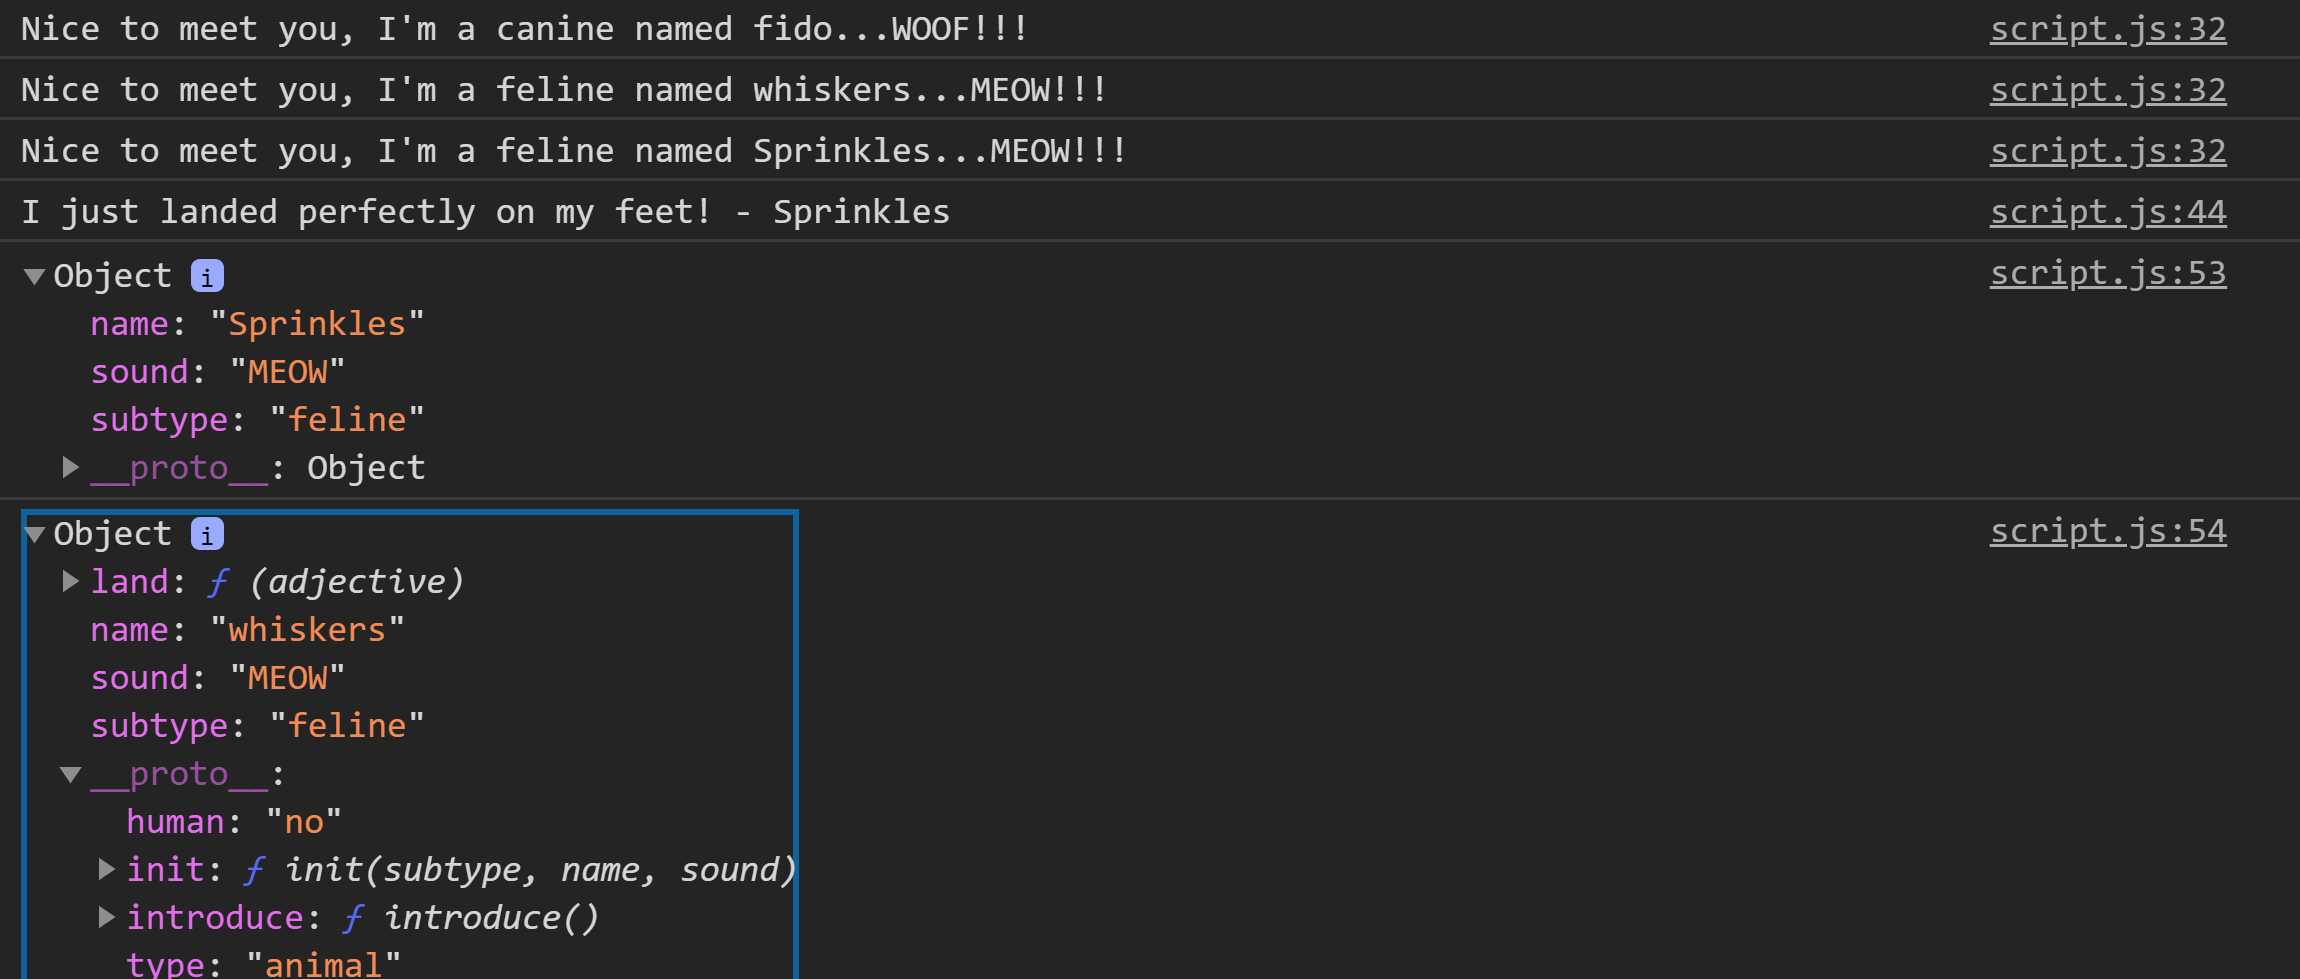 Nice to meet you, I'm a canine named fido...WOOF!!! script.js:32
Nice to meet you, I'm a feline named whiskers...MEOW!!! script.js:32
Nice to meet you, I'm a feline named Sprinkles...MEOW!!! script.js:32
I just landed perfectly on my feet! - Sprinkles script.js:44
Object i script.js:53
name: "Sprinkles"
sound: "MEOW"
subtype: "feline"
__proto__: Object
Object i script.js:54
land: ƒ (adjective)
name: "whiskers"
sound: "MEOW"
subtype: "feline"
__proto__:
human: "no"
init: ƒ init(subtype, name, sound)
introduce: ƒ introduce()
type: "animal"